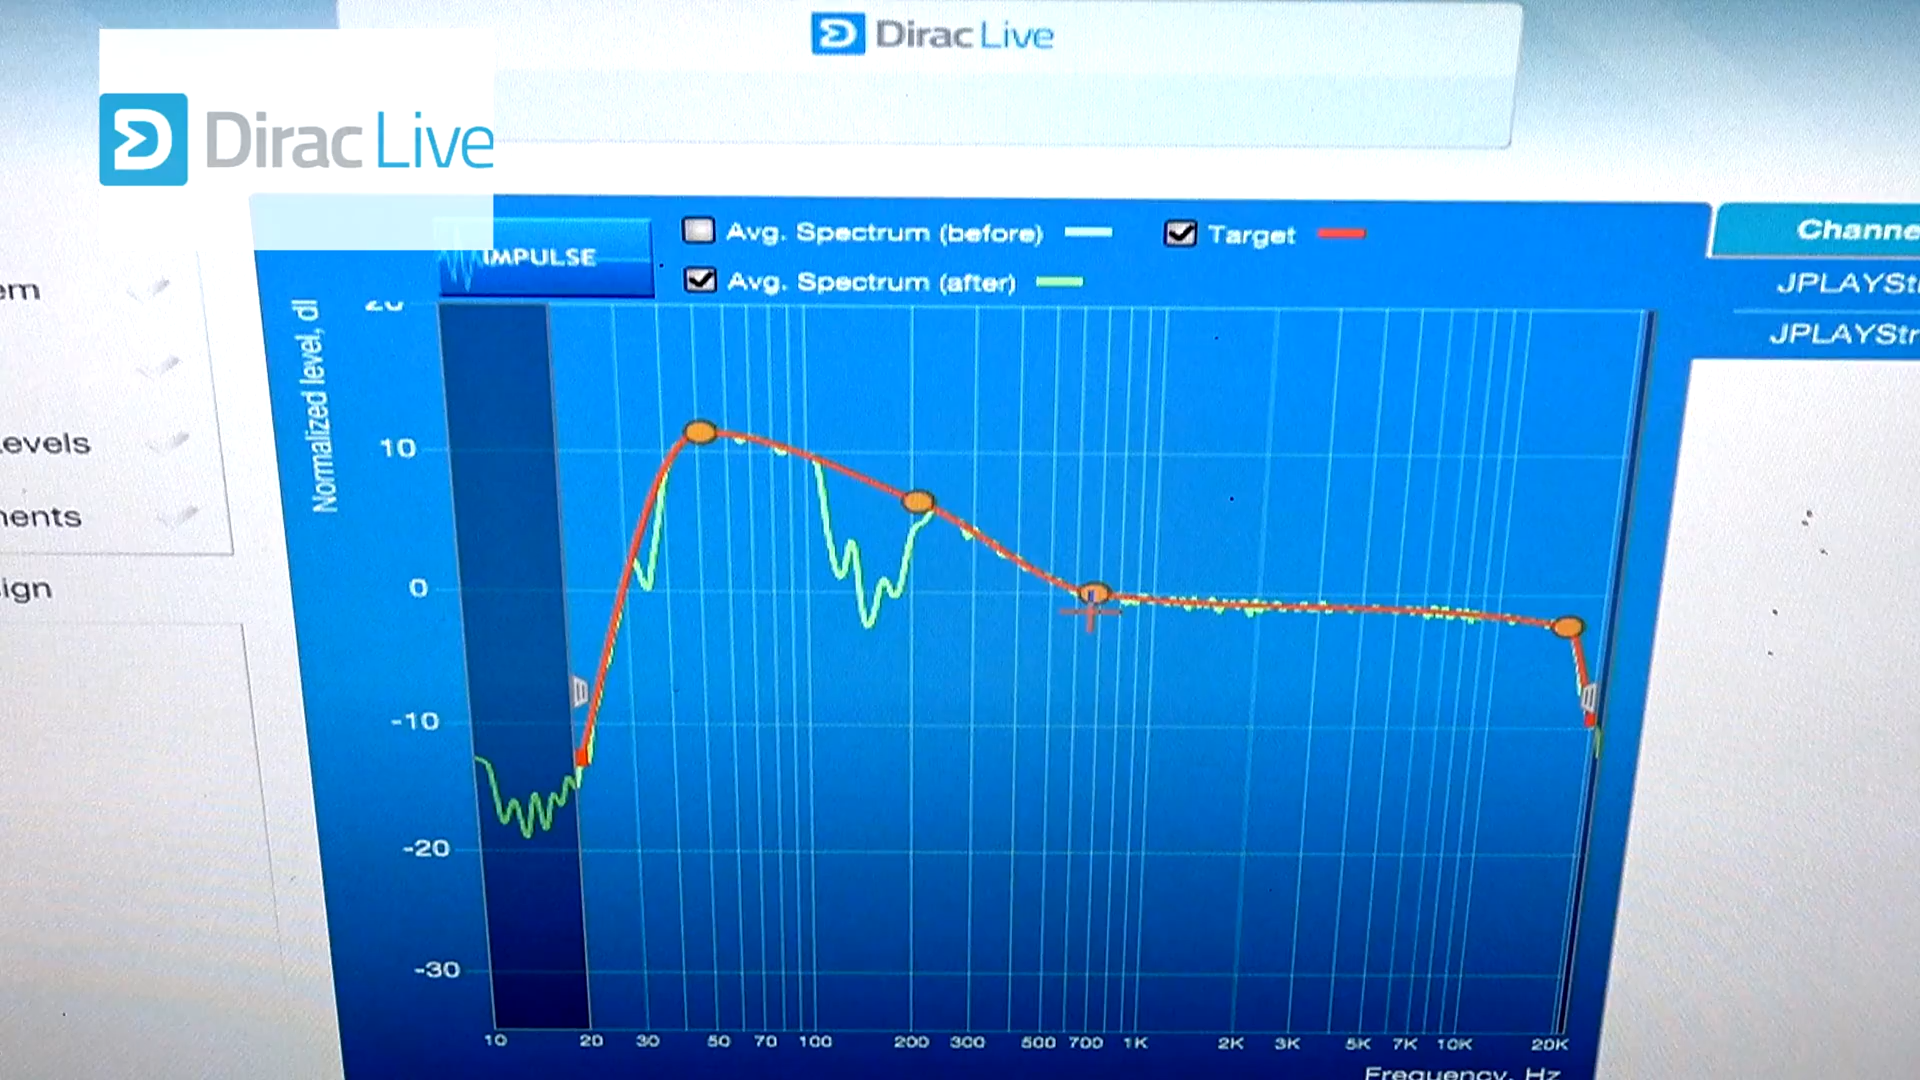 Dirac Live
Dirac Live
IMPULSE
Avg. Spectrum (before)
Target
Avg. Spectrum (after)
Channe
JPLAYSt
JPLAYStr
em
evels
nents
ign
Normalized level, d
20
10
0
-10
-20
-30
10 20 30 50 70 100 200 300 500 700 1K 2K 3K 5K 7K 10K 20K
Frequency, Hz